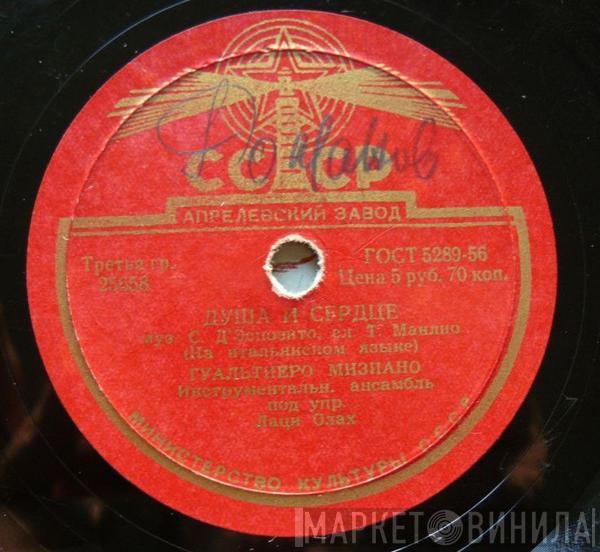 СССР
АПРЕЛЕВСКИЙ ЗАВОД
Третья гр.
25658
ГОСТ 5289-56
Цена 5 руб. 70 коп.
ДУША И СЕРДЦЕ
муз. С. Д'Эспозито, сл. Т. Манлио
(На итальянском языке)
ГУАЛЬТИЕРО МИЗИАНО
Инструментальн. ансамбль
под упр.
Лаци Олах
МИНИСТЕРСТВО КУЛЬТУРЫ СССР
МАРКЕТ ВИНИЛА